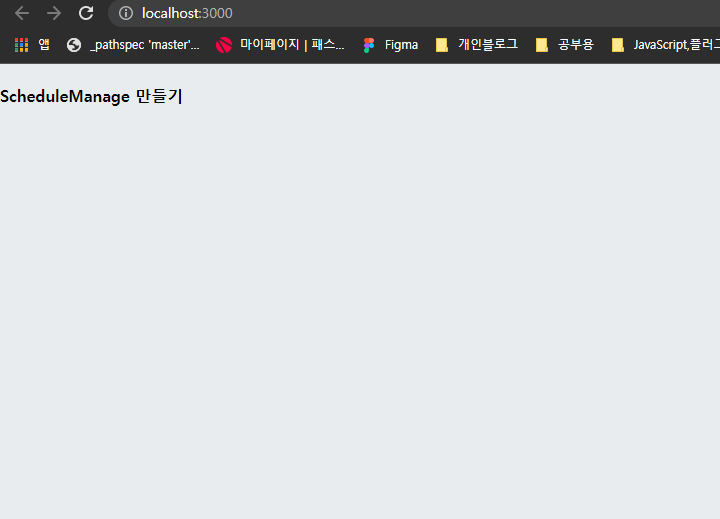 localhost:3000
앱 _pathspec 'master'... 마이페이지 | 패스... Figma 개인블로그 공부용 JavaScript,플러그
ScheduleManage 만들기